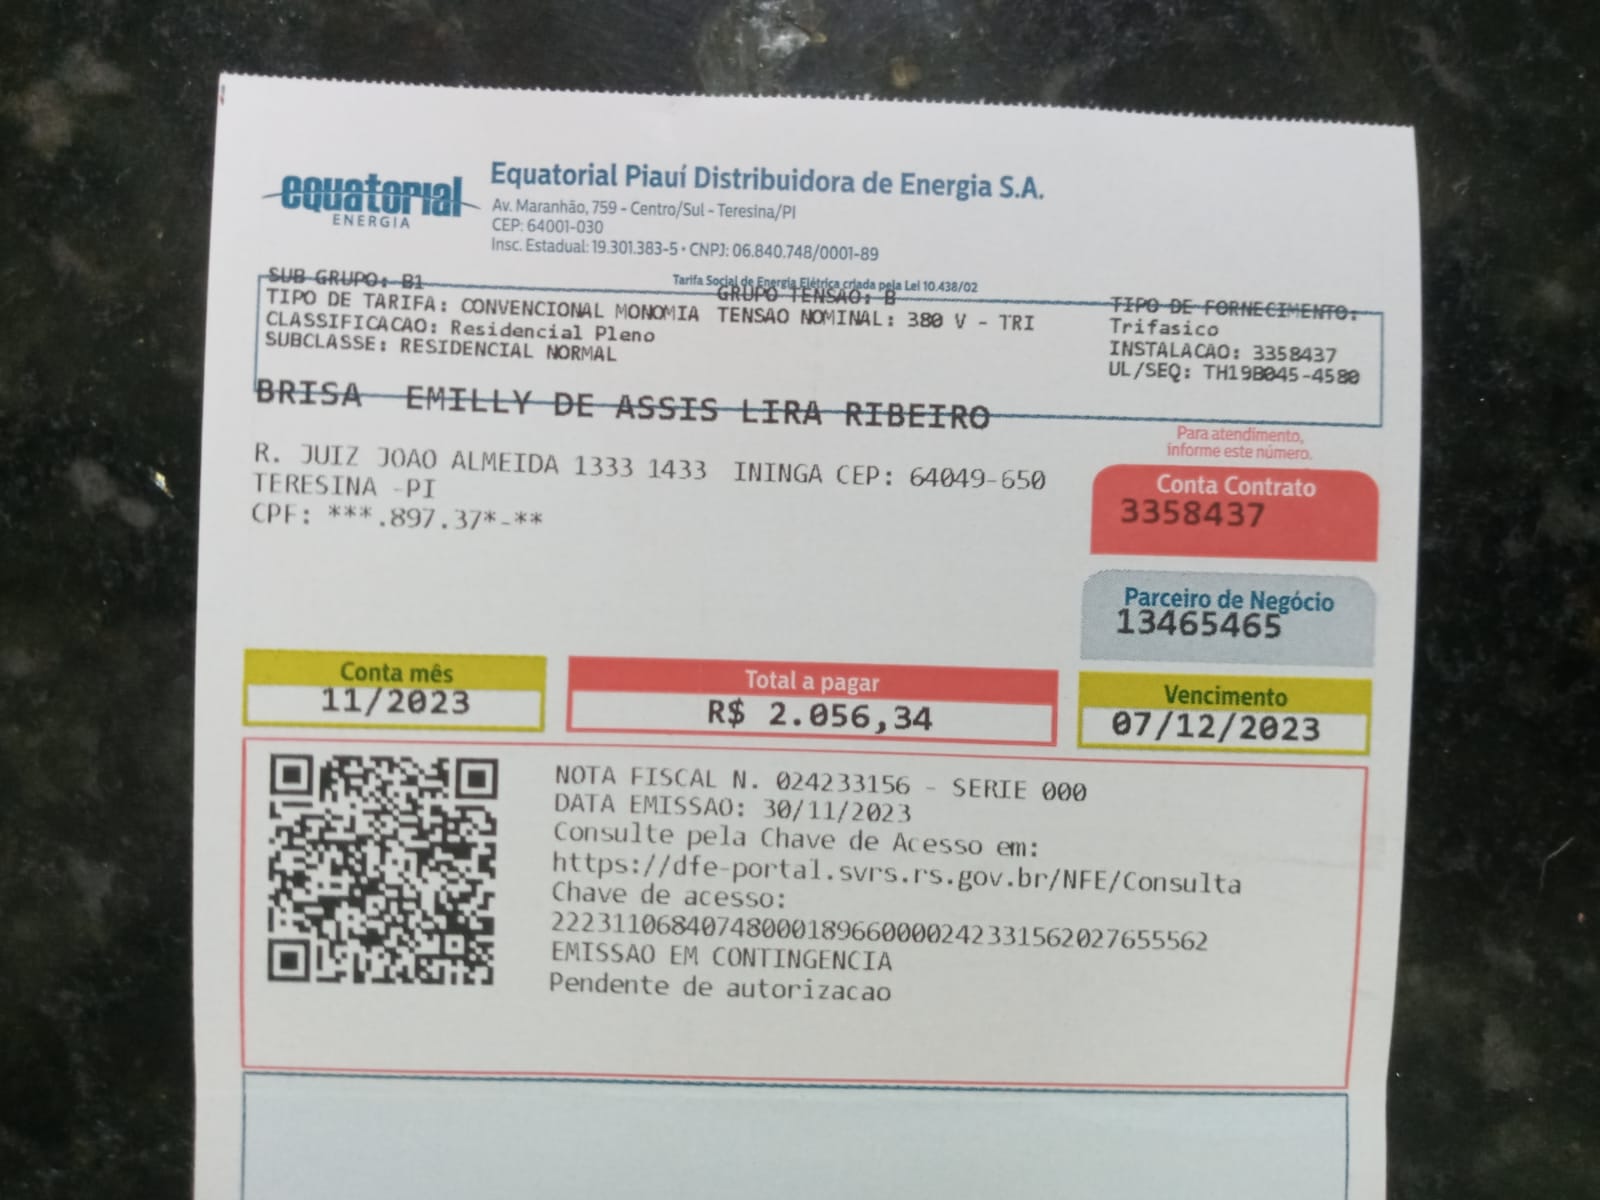 equatorial
ENERGIA
Equatorial Piauí Distribuidora de Energia S.A.
Av. Maranhão, 759 - Centro/Sul - Teresina/PI
CEP: 64001-030
Insc. Estadual: 19.301.383-5 • CNPJ: 06.840.748/0001-89
Tarifa Social de Energia Elétrica criada pela Lei 10.438/02
SUB GRUPO: B1 GRUPO TENSAO: B
TIPO DE TARIFA: CONVENCIONAL MONOMIA TENSAO NOMINAL: 380 V - TRI
CLASSIFICACAO: Residencial Pleno
SUBCLASSE: RESIDENCIAL NORMAL
TIPO DE FORNECIMENTO:
Trifasico
INSTALACAO: 3358437
UL/SEQ: TH19B045-4580
BRISA EMILLY DE ASSIS LIRA RIBEIRO
R. JUIZ JOAO ALMEIDA 1333 1433 ININGA CEP: 64049-650
TERESINA -PI
CPF: ***.897.37*-**
Para atendimento,
informe este número.
Conta Contrato
3358437
Parceiro de Negócio
13465465
Conta mês
11/2023
Total a pagar
R$ 2.056,34
Vencimento
07/12/2023
NOTA FISCAL N. 024233156 - SERIE 000
DATA EMISSAO: 30/11/2023
Consulte pela Chave de Acesso em:
https://dfe-portal.svrs.rs.gov.br/NFE/Consulta
Chave de acesso:
22231106840748000189660000242331562027655562
EMISSAO EM CONTINGENCIA
Pendente de autorizacao